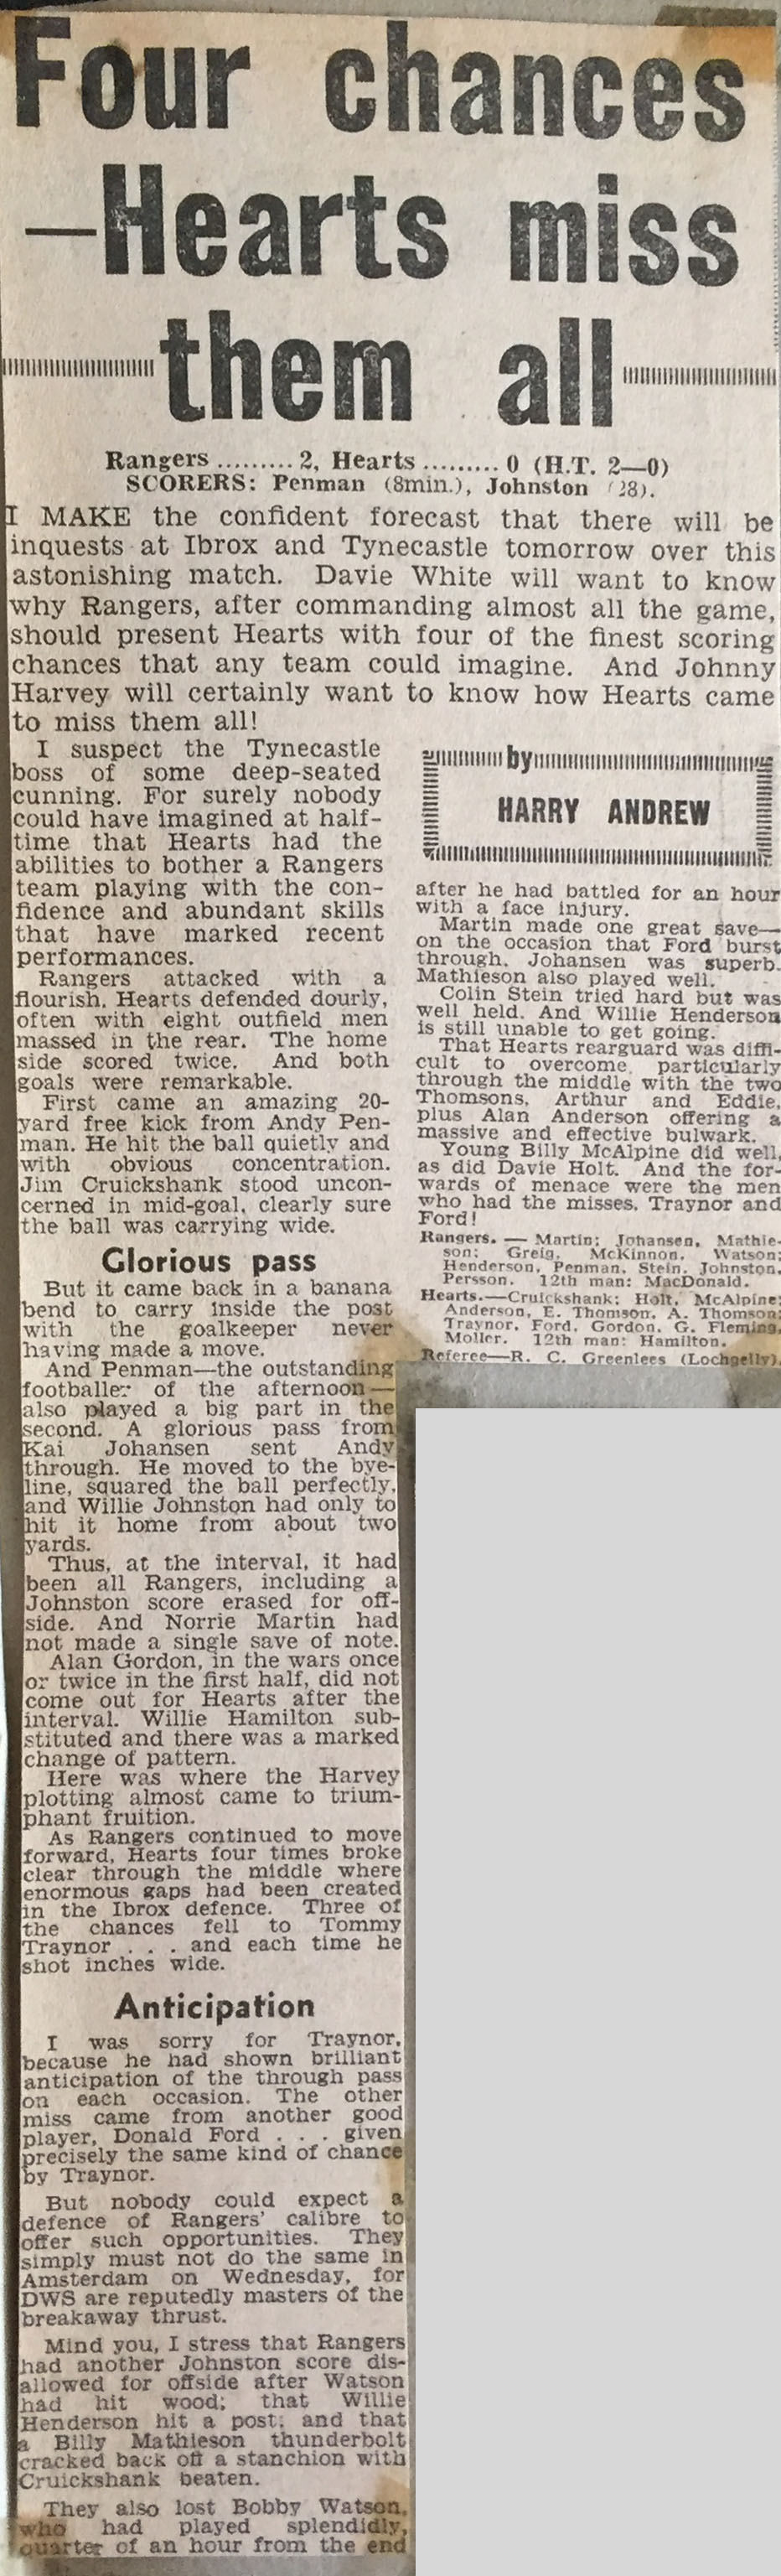 Four chances
—Hearts miss
them all
Rangers ......... 2, Hearts ......... 0 (H.T. 2—0)
SCORERS: Penman (8min.), Johnston (28).
I MAKE the confident forecast that there will be
inquests at Ibrox and Tynecastle tomorrow over this
astonishing match. Davie White will want to know
why Rangers, after commanding almost all the game,
should present Hearts with four of the finest scoring
chances that any team could imagine. And Johnny
Harvey will certainly want to know how Hearts came
to miss them all!
I suspect the Tynecastle
boss of some deep-seated
cunning. For surely nobody
could have imagined at half-
time that Hearts had the
abilities to bother a Rangers
team playing with the con-
fidence and abundant skills
that have marked recent
performances.
Rangers attacked with a
flourish. Hearts defended dourly,
often with eight outfield men
massed in the rear. The home
side scored twice. And both
goals were remarkable.
First came an amazing 20-
yard free kick from Andy Pen-
man. He hit the ball quietly and
with obvious concentration.
Jim Cruickshank stood uncon-
cerned in mid-goal, clearly sure
the ball was carrying wide.
Glorious pass
But it came back in a banana
bend to carry inside the post
with the goalkeeper never
having made a move.
And Penman—the outstanding
footballer of the afternoon—
also played a big part in the
second. A glorious pass from
Kai Johansen sent Andy
through. He moved to the bye-
line, squared the ball perfectly,
and Willie Johnston had only to
hit it home from about two
yards.
Thus, at the interval, it had
been all Rangers, including a
Johnston score erased for off-
side. And Norrie Martin had
not made a single save of note.
Alan Gordon, in the wars once
or twice in the first half, did not
come out for Hearts after the
interval. Willie Hamilton sub-
stituted and there was a marked
change of pattern.
Here was where the Harvey
plotting almost came to trium-
phant fruition.
As Rangers continued to move
forward, Hearts four times broke
clear through the middle where
enormous gaps had been created
in the Ibrox defence. Three of
the chances fell to Tommy
Traynor . . . and each time he
shot inches wide.
Anticipation
I was sorry for Traynor,
because he had shown brilliant
anticipation of the through pass
on each occasion. The other
miss came from another good
player, Donald Ford . . . given
precisely the same kind of chance
by Traynor.
But nobody could expect a
defence of Rangers' calibre to
offer such opportunities. They
simply must not do the same in
Amsterdam on Wednesday, for
DWS are reputedly masters of the
breakaway thrust.
Mind you, I stress that Rangers
had another Johnston score dis-
allowed for offside after Watson
had hit wood; that Willie
Henderson hit a post; and that
a Billy Mathieson thunderbolt
cracked back off a stanchion with
Cruickshank beaten.
They also lost Bobby Watson,
who had played splendidly,
quarter of an hour from the end
by
HARRY ANDREW
after he had battled for an hour
with a face injury.
Martin made one great save—
on the occasion that Ford burst
through. Johansen was superb.
Mathieson also played well.
Colin Stein tried hard but was
well held. And Willie Henderson
is still unable to get going.
That Hearts rearguard was diffi-
cult to overcome, particularly
through the middle with the two
Thomsons, Arthur and Eddie,
plus Alan Anderson offering a
massive and effective bulwark.
Young Billy McAlpine did well,
as did Davie Holt. And the for-
wards of menace were the men
who had the misses, Traynor and
Ford!
Rangers. — Martin; Johansen, Mathie-
son; Greig, McKinnon, Watson;
Henderson, Penman, Stein, Johnston,
Persson. 12th man: MacDonald.
Hearts.—Cruickshank; Holt, McAlpine;
Anderson, E. Thomson, A. Thomson;
Traynor, Ford, Gordon, G. Fleming,
Moller. 12th man: Hamilton.
Referee—R. C. Greenlees (Lochgelly).